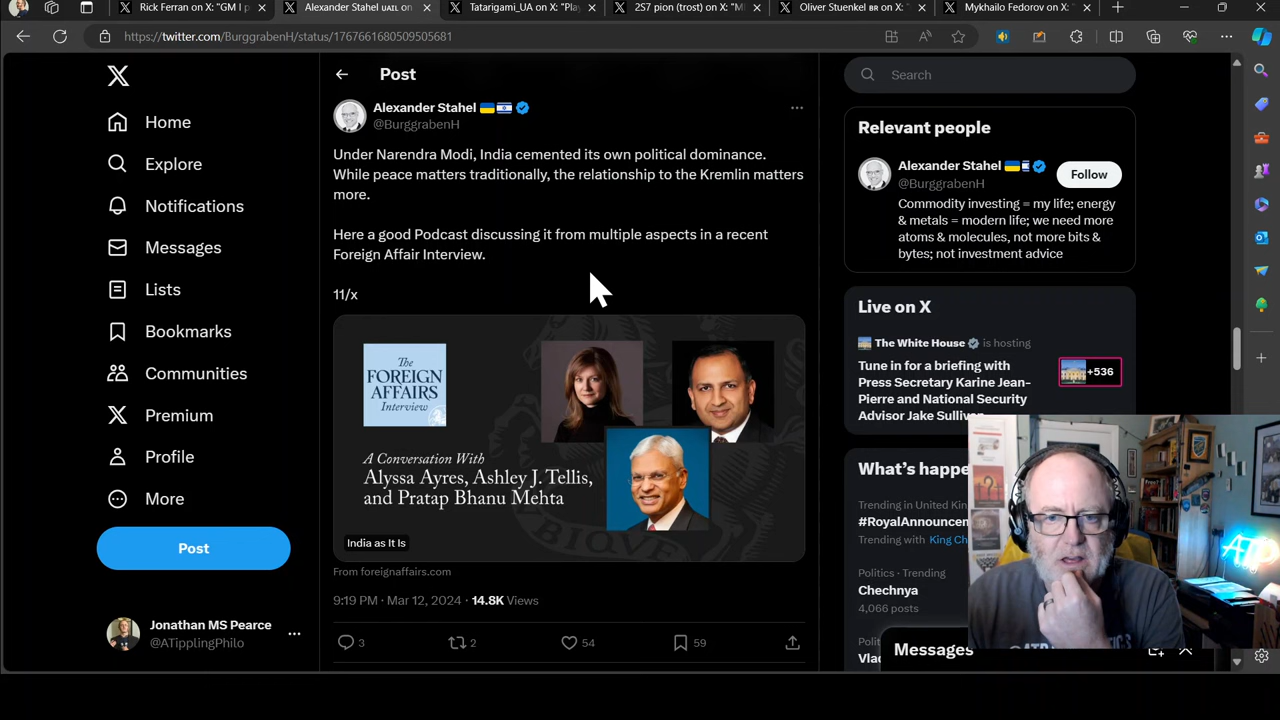 Rick Ferran on X: "GM I p
Alexander Stahel 🇺🇦🇮🇱
Tatarigami_UA on X: "Play
2S7 pion (trost) on X: "M
Oliver Stuenkel 🇧🇷 on X: "
Mykhailo Fedorov on X: "
https://twitter.com/BurggrabenH/status/1767661680509505681
Home
Explore
Notifications
Messages
Lists
Bookmarks
Communities
Premium
Profile
More
Post
Jonathan MS Pearce
@ATipplingPhilo
Post
Alexander Stahel 🇺🇦🇮🇱
@BurggrabenH
Under Narendra Modi, India cemented its own political dominance.
While peace matters traditionally, the relationship to the Kremlin matters
more.
Here a good Podcast discussing it from multiple aspects in a recent
Foreign Affair Interview.
11/x
The
FOREIGN
AFFAIRS
Interview
A Conversation With
Alyssa Ayres, Ashley J. Tellis,
and Pratap Bhanu Mehta
India as It Is
From foreignaffairs.com
9:19 PM · Mar 12, 2024 · 14.8K Views
3
2
54
59
Search
Relevant people
Alexander Stahel 🇺🇦🇮🇱
@BurggrabenH
Follow
Commodity investing = my life; energy
& metals = modern life; we need more
atoms & molecules, not more bits &
bytes; not investment advice
Live on X
The White House is hosting
Tune in for a briefing with
Press Secretary Karine Jean-
Pierre and National Security
Advisor Jake Sullivan
+536
What's happe
Trending in United Kin
#RoyalAnnouncem
Trending with King Ch
Politics · Trending
Chechnya
4,066 posts
Poli
Vla
Messages